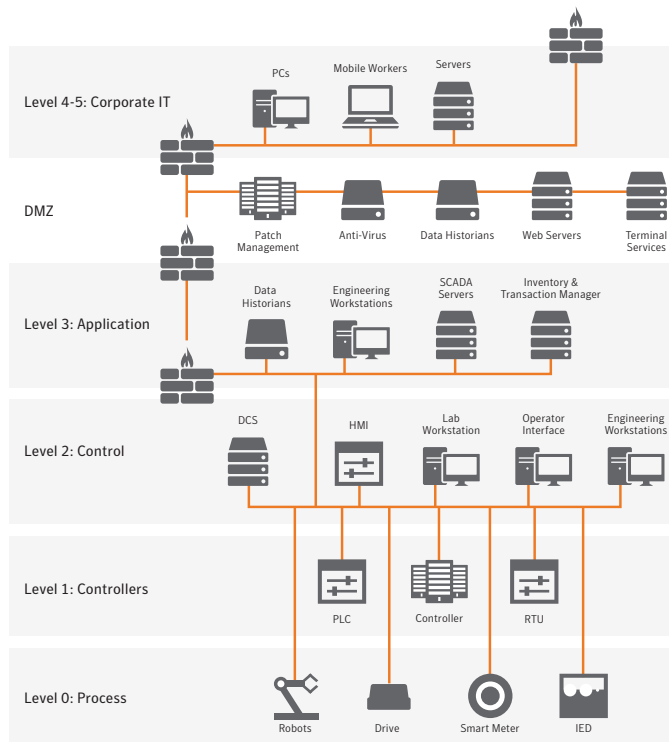 Level 4-5: Corporate IT
PCs
Mobile Workers
Servers
DMZ
Patch
Management
Anti-Virus
Data Historians
Web Servers
Terminal
Services
Level 3: Application
Data
Historians
Engineering
Workstations
SCADA
Servers
Inventory &
Transaction Manager
Level 2: Control
DCS
HMI
Lab
Workstation
Operator
Interface
Engineering
Workstations
Level 1: Controllers
PLC
Controller
RTU
Level 0: Process
Robots
Drive
Smart Meter
IED